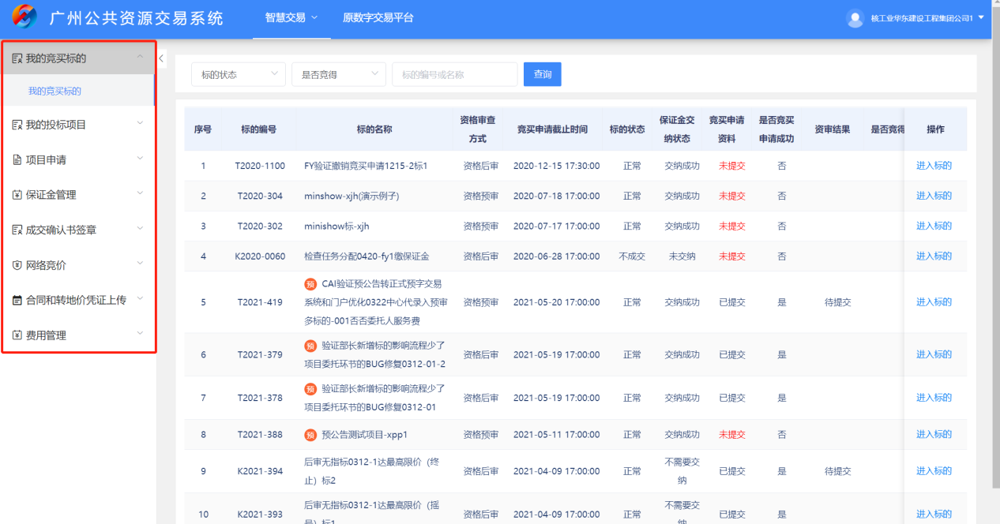 广州公共资源交易系统
智慧交易
原数字交易平台
核工业华东建设工程集团公司1
我的竞买标的
我的竞买标的
我的投标项目
项目申请
保证金管理
成交确认书签章
网络竞价
合同和转地价凭证上传
费用管理
标的状态
是否竞得
标的编号或名称
查询
序号 标的编号 标的名称 资格审查方式 竞买申请截止时间 标的状态 保证金交纳状态 竞买申请资料 是否竞买申请成功 资审结果 是否竞得 操作
1 T2020-1100 FY验证撤销竞买申请1215-2标1 资格后审 2020-12-15 17:30:00 正常 交纳成功 未提交 否 进入标的
2 T2020-304 minshow-xjh(演示例子) 资格预审 2020-07-18 17:00:00 正常 交纳成功 未提交 否 进入标的
3 T2020-302 minishow标-xjh 资格预审 2020-07-17 17:00:00 正常 交纳成功 未提交 否 进入标的
4 K2020-0060 检查任务分配0420-fy1缴保证金 资格后审 2020-06-28 17:00:00 不成交 未交纳 未提交 否 进入标的
预 CAI验证预公告转正式预字交易
5 T2021-419 系统和门户优化0322中心代录入预审 资格预审 2021-05-20 17:00:00 正常 交纳成功 已提交 是 待提交 进入标的
多标的-001否否委托人服务费
预 验证部长新增标的影响流程少了
6 T2021-379 项目委托环节的BUG修复0312-01-2 资格后审 2021-05-19 17:00:00 正常 交纳成功 已提交 是 进入标的
预 验证部长新增标的影响流程少了
7 T2021-378 项目委托环节的BUG修复0312-01 资格后审 2021-05-19 17:00:00 正常 交纳成功 已提交 是 进入标的
8 T2021-388 预 预公告测试项目-xpp1 资格预审 2021-05-11 17:00:00 正常 交纳成功 未提交 否 进入标的
后审无指标0312-1达最高限价（终 不需要交
9 K2021-394 止）标2 资格后审 2021-04-09 17:00:00 正常 纳 已提交 是 待提交 进入标的
后审无指标0312-1达最高限价（摇 不需要交
10 K2021-393 资格后审 2021-04-09 17:00:00 正常 已提交 是 进入标的